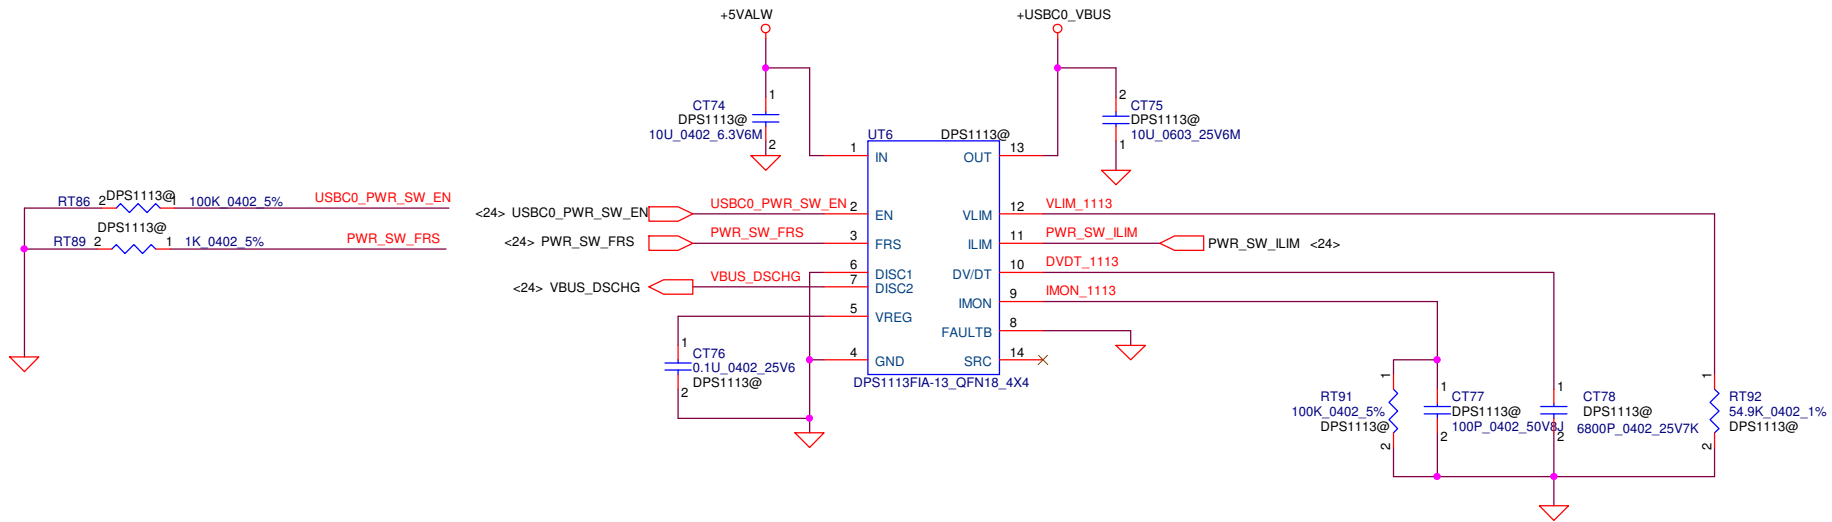 +5VALW
+USBC0_VBUS
1
CT74
DPS1113@
10U_0402_6.3V6M
2
2
CT75
DPS1113@
10U_0603_25V6M
1
UT6
DPS1113@
1
IN
OUT
13
RT86
2
DPS1113@
1
100K_0402_5%
USBC0_PWR_SW_EN
<24>
USBC0_PWR_SW_EN
USBC0_PWR_SW_EN
2
EN
VLIM
12
VLIM_1113
RT89
2
DPS1113@
1
1K_0402_5%
PWR_SW_FRS
<24>
PWR_SW_FRS
PWR_SW_FRS
3
FRS
ILIM
11
PWR_SW_ILIM
PWR_SW_ILIM
<24>
6
DISC1
DV/DT
10
DVDT_1113
<24>
VBUS_DSCHG
VBUS_DSCHG
7
DISC2
IMON
9
IMON_1113
5
VREG
FAULTB
8
1
CT76
0.1U_0402_25V6
DPS1113@
2
4
GND
SRC
14
DPS1113FIA-13_QFN18_4X4
1
RT91
100K_0402_5%
DPS1113@
2
1
CT77
DPS1113@
100P_0402_50V8J
2
1
CT78
DPS1113@
6800P_0402_25V7K
2
1
RT92
54.9K_0402_1%
DPS1113@
2